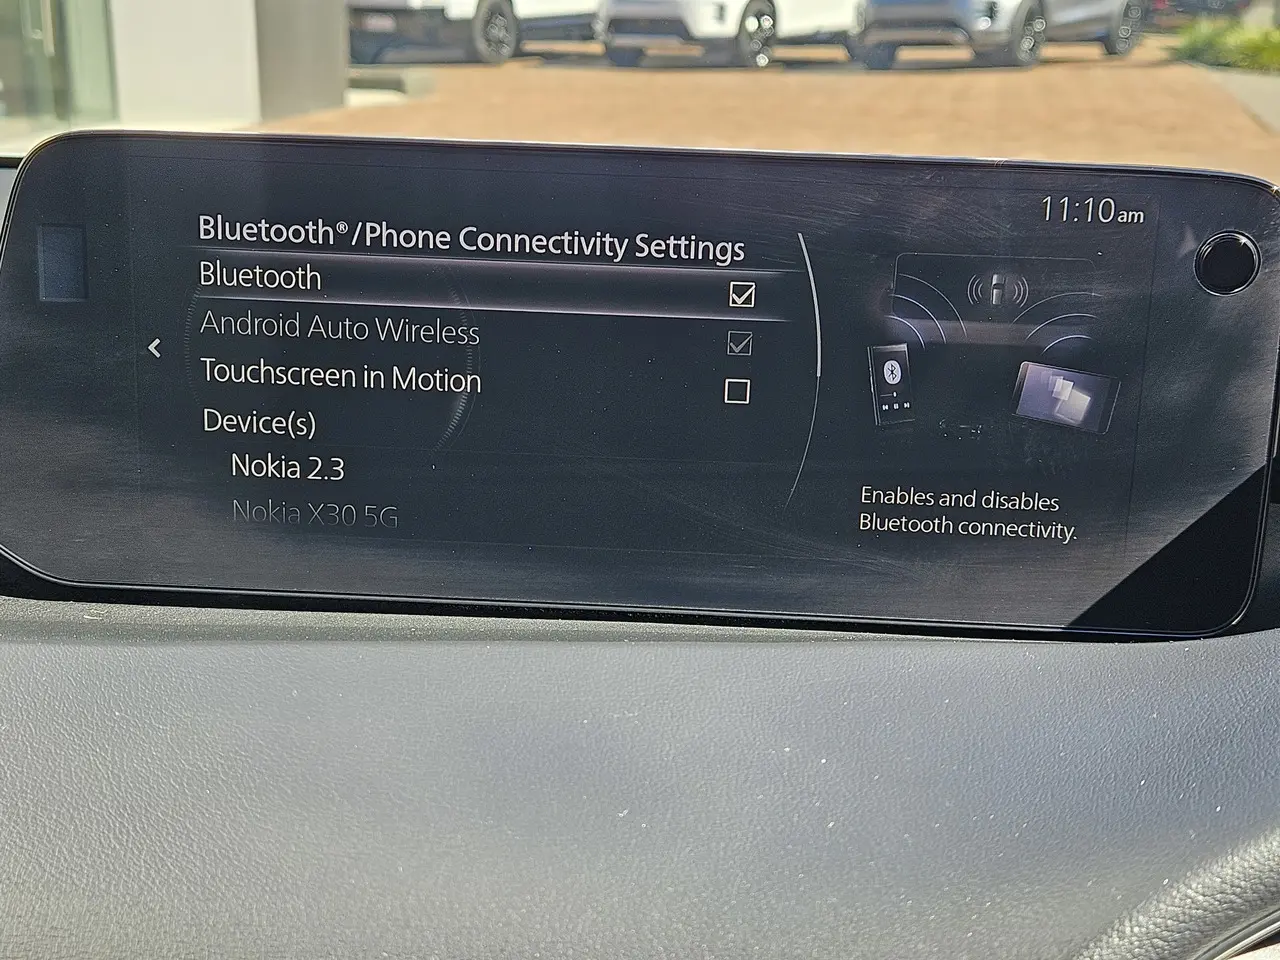 11:10am
Bluetooth®/Phone Connectivity Settings
Bluetooth
Android Auto Wireless
Touchscreen in Motion
Device(s)
Nokia 2.3
Nokia X30 5G
Enables and disables
Bluetooth connectivity.